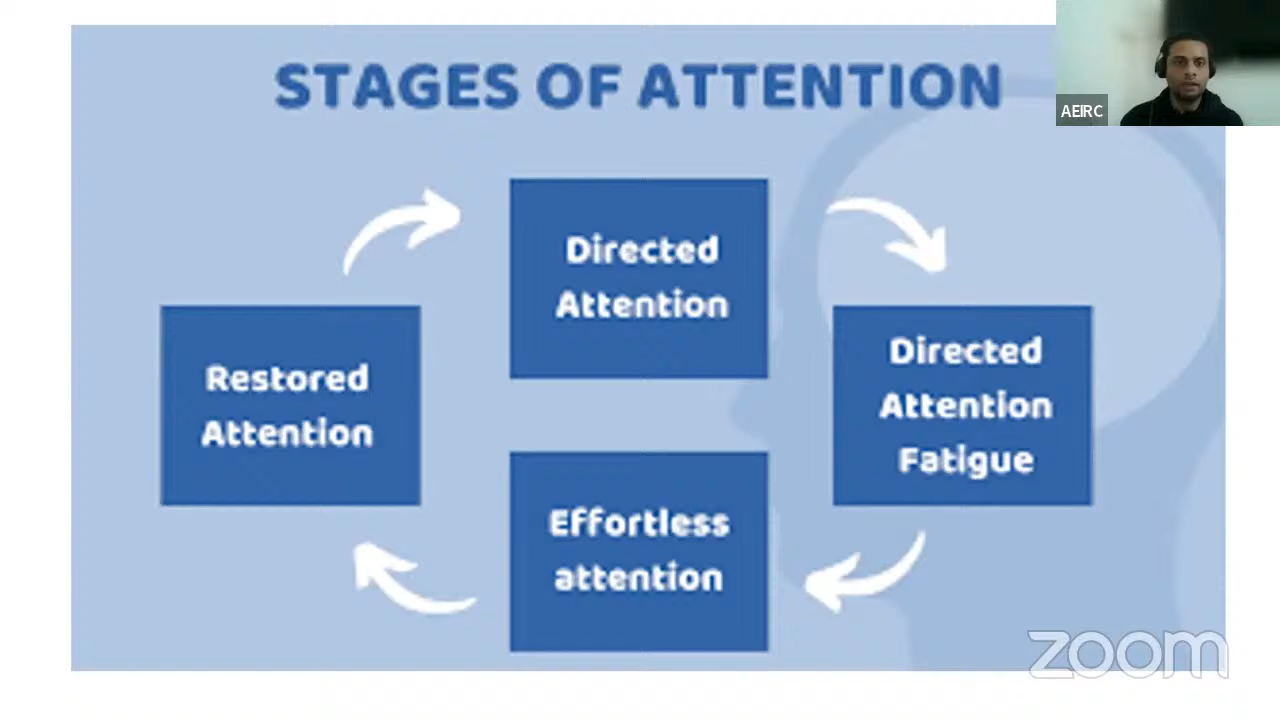 STAGES OF ATTENTION
AEIRC
Directed
Attention
Directed
Attention
Fatigue
Restored
Attention
Effortless
attention
zoom